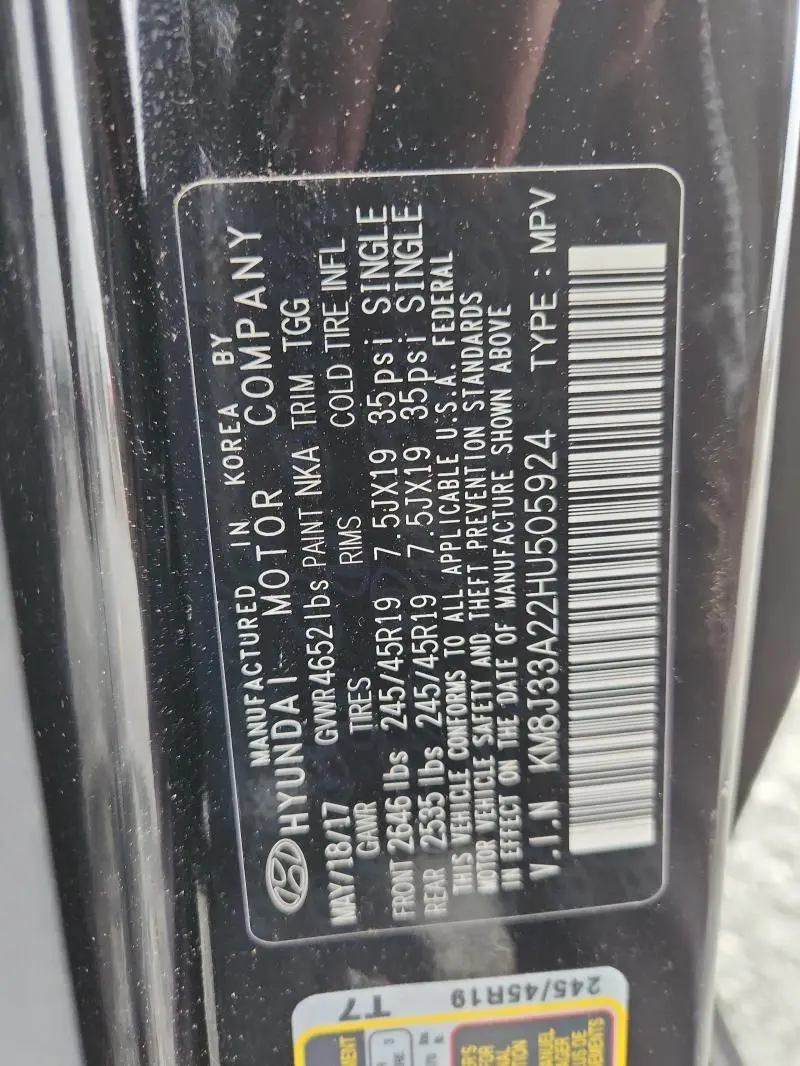 MANUFACTURED IN KOREA BY
HYUNDAI MOTOR COMPANY
MAY/18/17 GVWR 4652 lbs PAINT NKA TRIM TGG
GAWR TIRES RIMS COLD TIRE INFL
FRONT 2646 lbs 245/45R19 7.5JX19 35psi SINGLE
REAR 2535 lbs 245/45R19 7.5JX19 35psi SINGLE
THIS VEHICLE CONFORMS TO ALL APPLICABLE U.S.A. FEDERAL
MOTOR VEHICLE SAFETY AND THEFT PREVENTION STANDARDS
IN EFFECT ON THE DATE OF MANUFACTURE SHOWN ABOVE
V.I.N KM8J33A22HU505924 TYPE : MPV
T7
245/45R19